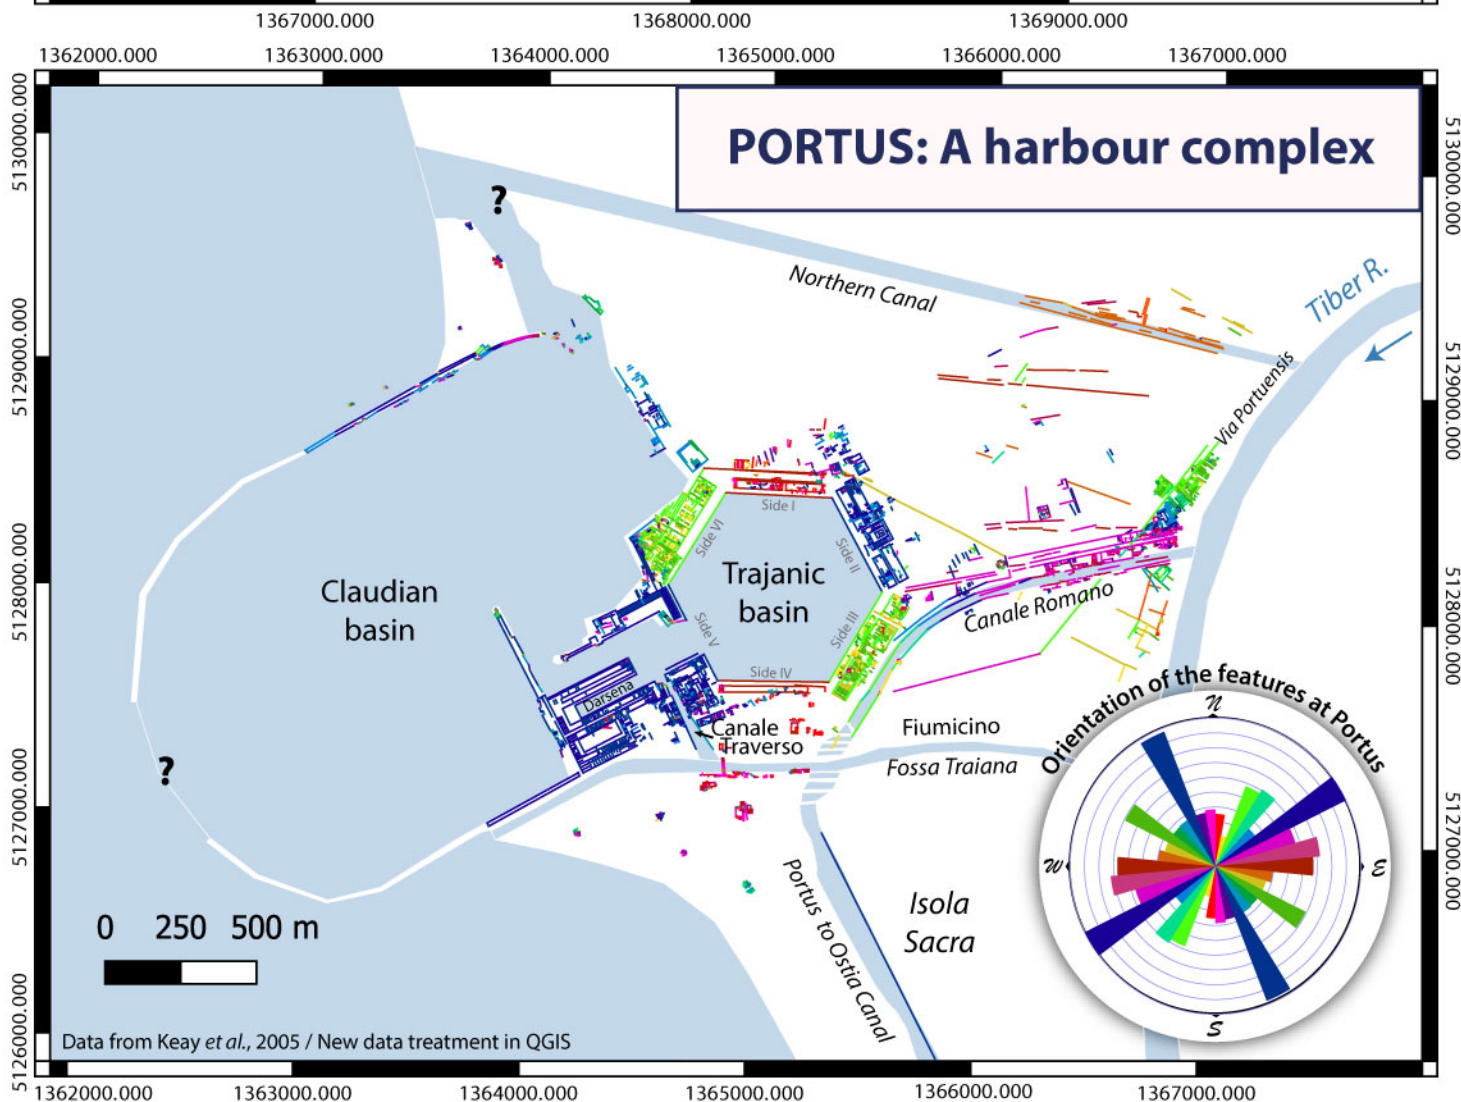 1367000.000 1368000.000 1369000.000
1362000.000 1363000.000 1364000.000 1365000.000 1366000.000 1367000.000
5130000.000
5129000.000
5128000.000
5127000.000
5126000.000
5130000.000
5129000.000
5128000.000
5127000.000
PORTUS: A harbour complex
?
Northern Canal
Tiber R.
Via Portuensis
Side I
Side II
Side III
Side IV
Side V
Side VI
Trajanic
basin
Claudian
basin
Canale Romano
Darsena
Canale
Traverso
Fiumicino
Fossa Traiana
?
Portus to Ostia Canal
Isola
Sacra
Orientation of the features at Portus
N
W
E
S
0 250 500 m
Data from Keay et al., 2005 / New data treatment in QGIS
1362000.000 1363000.000 1364000.000 1365000.000 1366000.000 1367000.000